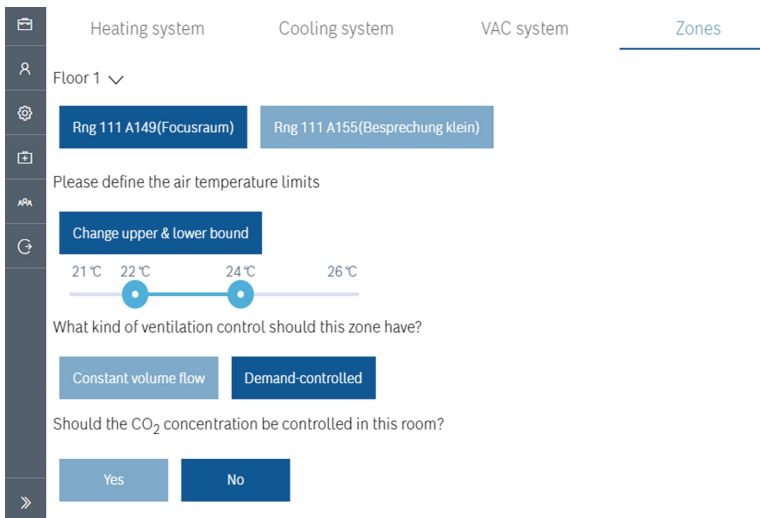 Heating system Cooling system VAC system Zones
Floor 1
Rng 111 A149(Focusraum) Rng 111 A155(Besprechung klein)
Please define the air temperature limits
Change upper & lower bound
21 °C 22 °C 24 °C 26 °C
What kind of ventilation control should this zone have?
Constant volume flow Demand-controlled
Should the CO₂ concentration be controlled in this room?
Yes No